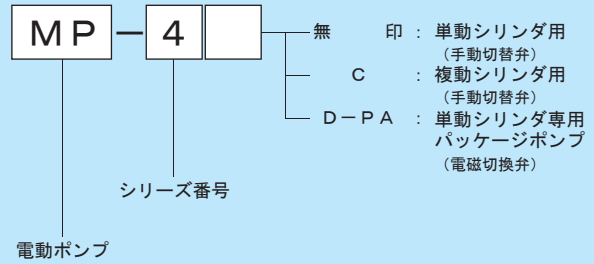 MP－4
無　印：単動シリンダ用
（手動切替弁）
C：複動シリンダ用
（手動切替弁）
D－PA：単動シリンダ専用
パッケージポンプ
（電磁切換弁）
シリーズ番号
電動ポンプ